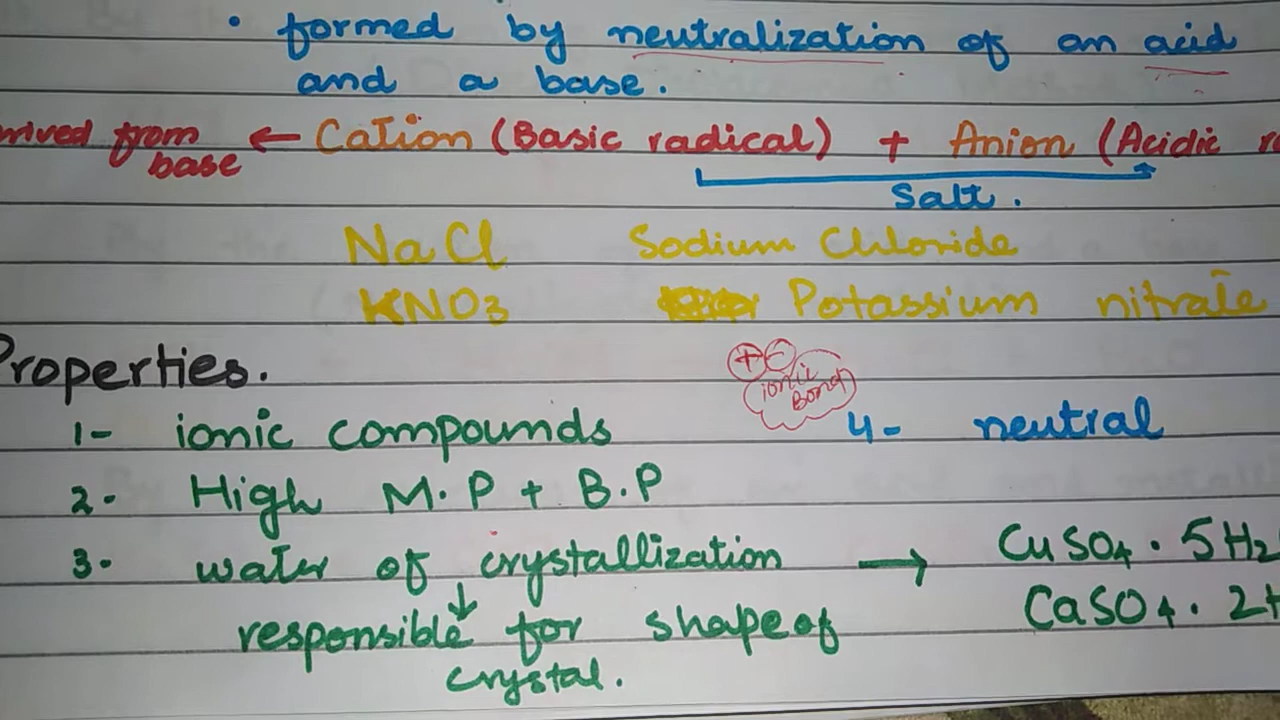 • formed by neutralization of an acid
and a base.
rived from ← Cation (Basic radical) + Anion (Acidic
base
Salt.
NaCl Sodium Chloride
KNO3 Potassium nitrate
Properties.
+ -
ionic
Bond
1- ionic compounds
4- neutral
2- High M.P + B.P
3- water of crystallization → CuSO4 . 5H2
↓ CaSO4 . 2H
responsible for shape of
crystal.